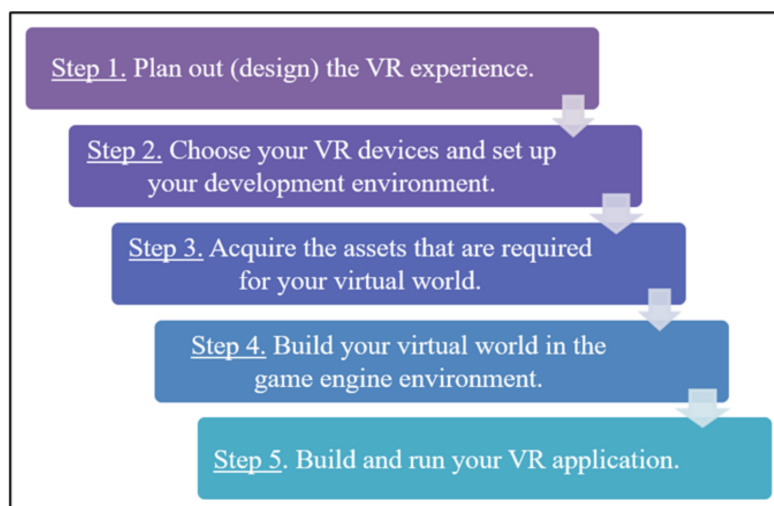 Step 1. Plan out (design) the VR experience.
Step 2. Choose your VR devices and set up
your development environment.
Step 3. Acquire the assets that are required
for your virtual world.
Step 4. Build your virtual world in the
game engine environment.
Step 5. Build and run your VR application.